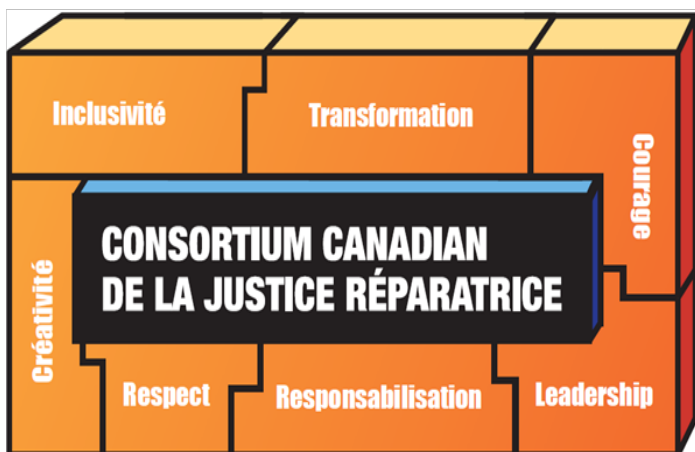 Inclusivité
Transformation
Courage
CONSORTIUM CANADIAN
DE LA JUSTICE RÉPARATRICE
Créativité
Respect
Responsabilisation
Leadership